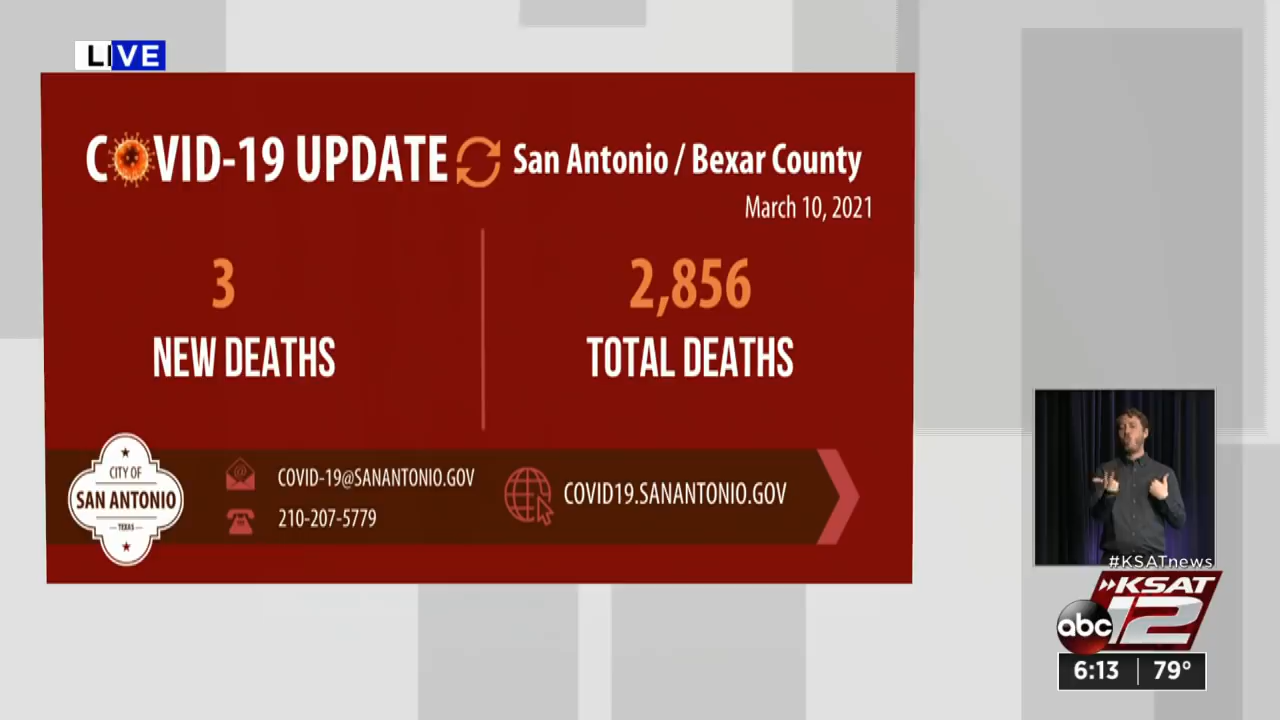 LIVE
COVID-19 UPDATE
San Antonio / Bexar County
March 10, 2021
3
NEW DEATHS
2,856
TOTAL DEATHS
CITY OF
SAN ANTONIO
TEXAS
COVID-19@SANANTONIO.GOV
210-207-5779
COVID19.SANANTONIO.GOV
#KSATnews
KSAT
abc 12
6:13 79°